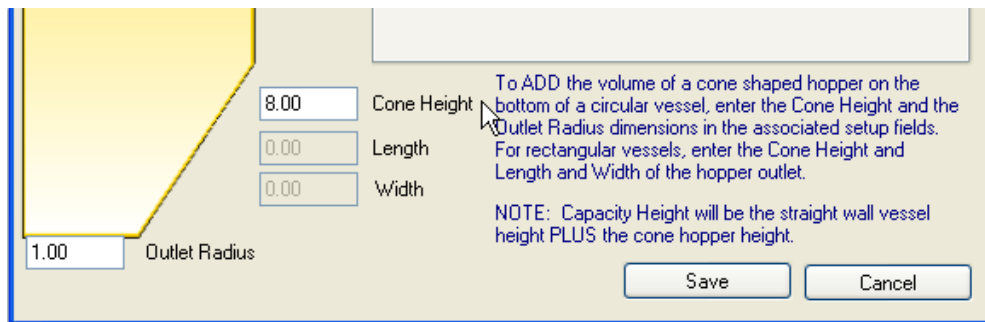 To ADD the volume of a cone shaped hopper on the
8.00 Cone Height bottom of a circular vessel, enter the Cone Height and the
Outlet Radius dimensions in the associated setup fields.
0.00 Length For rectangular vessels, enter the Cone Height and
Length and Width of the hopper outlet.
0.00 Width
NOTE: Capacity Height will be the straight wall vessel
height PLUS the cone hopper height.
1.00 Outlet Radius
Save Cancel